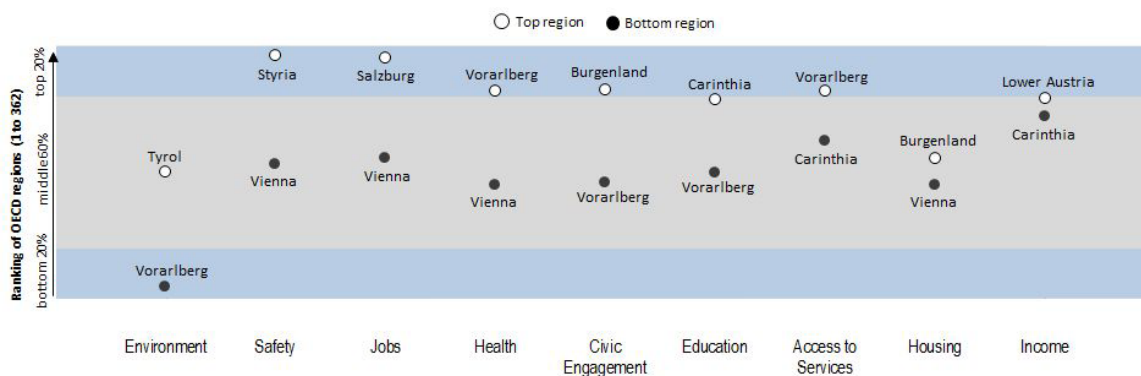 Top region
Bottom region
Ranking of OECD regions (1 to 362)
top 20%
middle60%
bottom 20%
Styria
Salzburg
Vorarlberg
Burgenland
Carinthia
Vorarlberg
Lower Austria
Tyrol
Vienna
Vienna
Vienna
Vorarlberg
Vorarlberg
Carinthia
Burgenland
Vienna
Carinthia
Vorarlberg
Environment
Safety
Jobs
Health
Civic
Engagement
Education
Access to
Services
Housing
Income